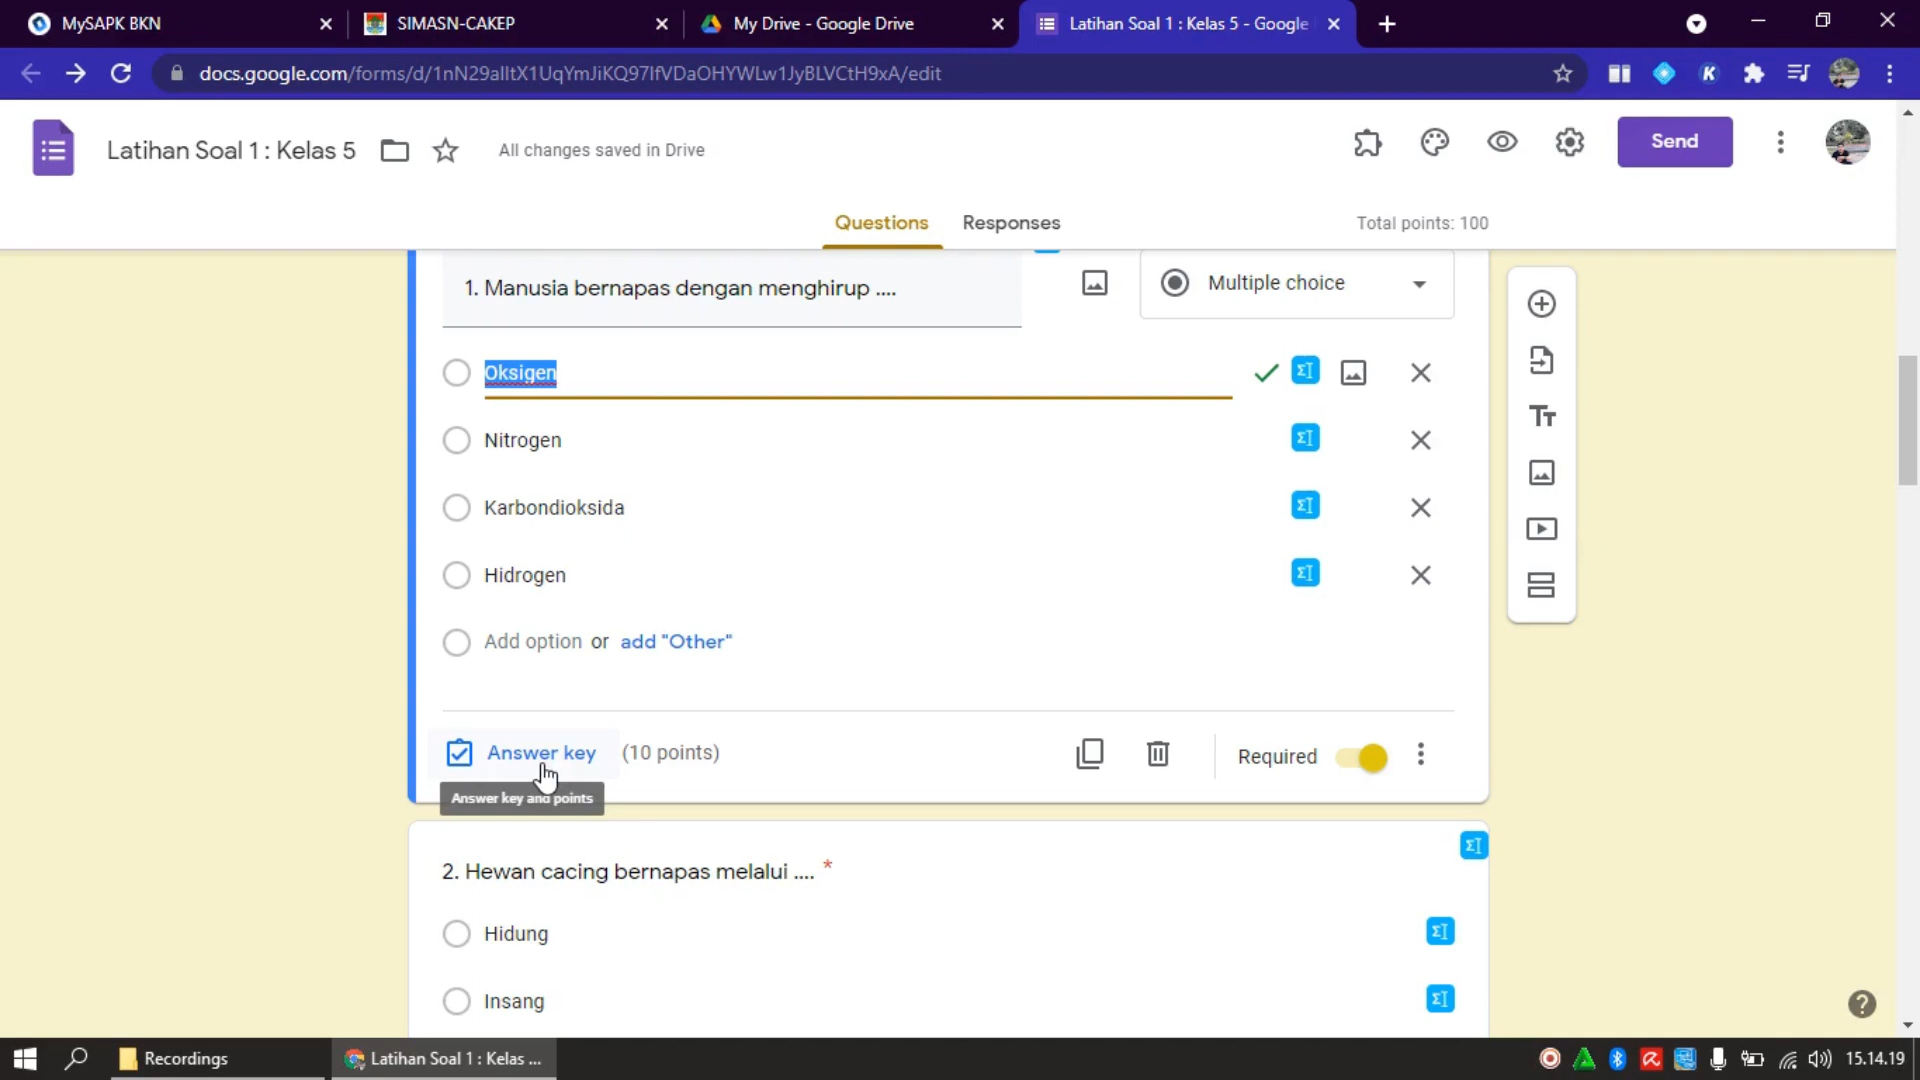 MySAPK BKN
SIMASN-CAKEP
My Drive - Google Drive
Latihan Soal 1 : Kelas 5 - Google
docs.google.com/forms/d/1nN29aIItX1UqYmJiKQ97IfVDaOHYWLw1JyBLVCtH9xA/edit
Latihan Soal 1 : Kelas 5
All changes saved in Drive
Send
Questions
Responses
Total points: 100
1. Manusia bernapas dengan menghirup ....
Multiple choice
Oksigen
Nitrogen
Karbondioksida
Hidrogen
Add option or add "Other"
Answer key (10 points)
Required
Answer key and points
2. Hewan cacing bernapas melalui .... *
Hidung
Insang
Recordings
Latihan Soal 1 : Kelas ...
15.14.19